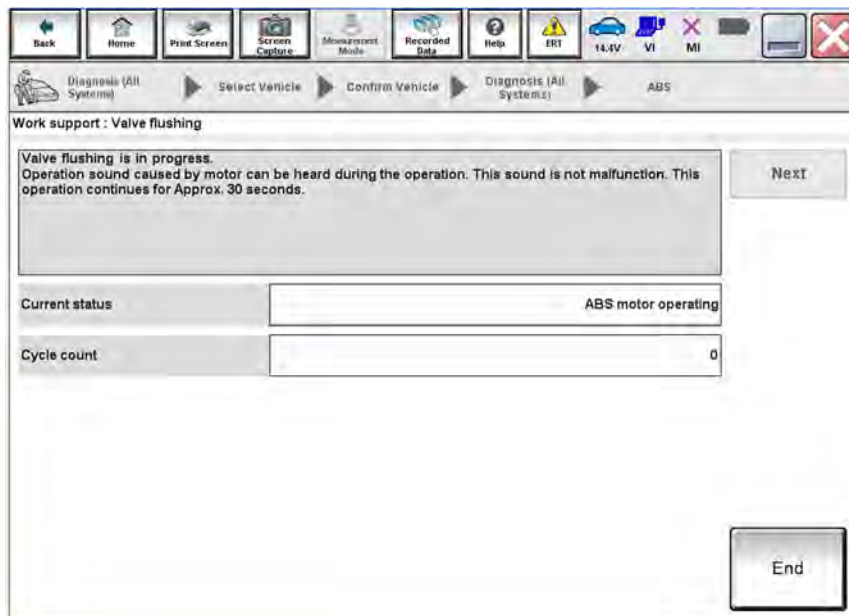 Back
Home
Print Screen
Screen
Capture
Measurement
Mode
Recorded
Data
Help
ERT
14.4V
VI
MI
Diagnosis (All
Systems)
Select Vehicle
Confirm Vehicle
Diagnosis (All
Systems)
ABS
Work support : Valve flushing
Valve flushing is in progress.
Operation sound caused by motor can be heard during the operation. This sound is not malfunction. This
operation continues for Approx. 30 seconds.
Next
Current status
ABS motor operating
Cycle count
0
End